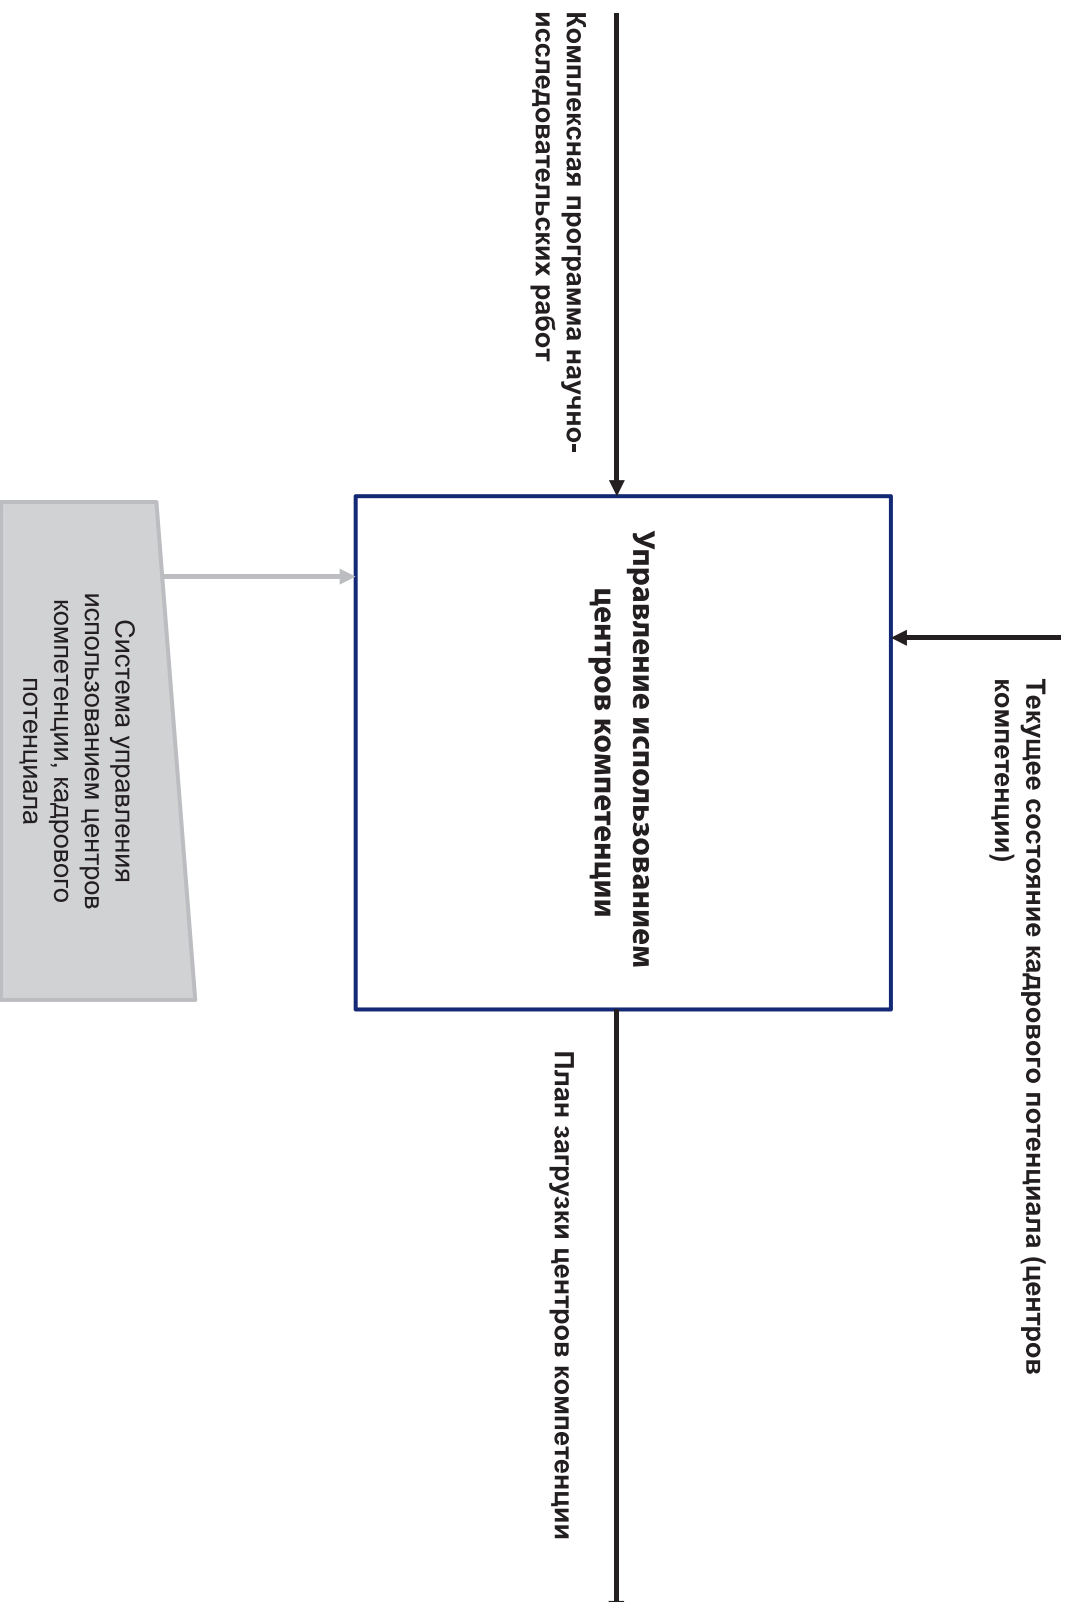 Текущее состояние кадрового потенциала (центров
компетенции)
Комплексная программа научно-
исследовательских работ
Управление использованием
центров компетенции
План загрузки центров компетенции
Система управления
использованием центров
компетенции, кадрового
потенциала